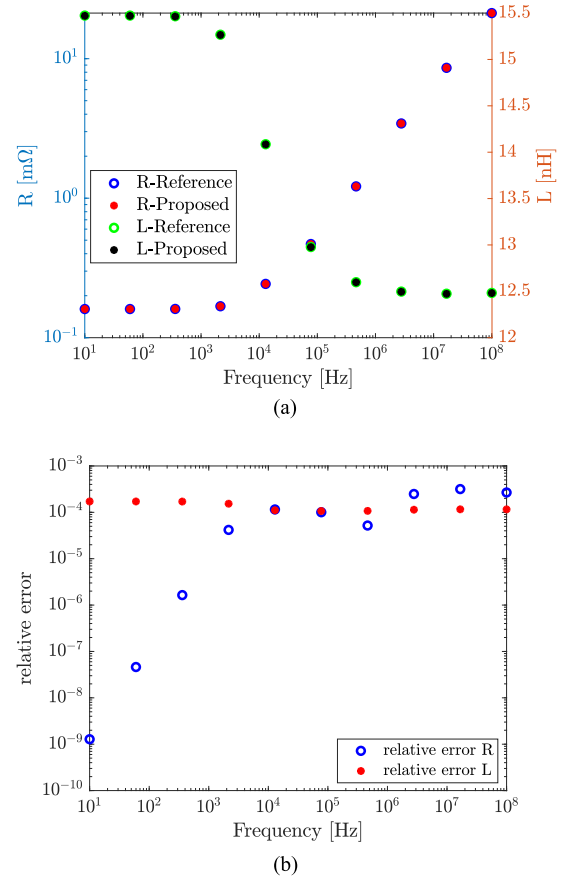 10¹
10⁰
10⁻¹
R [mΩ]
15.5
15
14.5
14
13.5
13
12.5
12
L [nH]
R-Reference
R-Proposed
L-Reference
L-Proposed
10¹ 10² 10³ 10⁴ 10⁵ 10⁶ 10⁷ 10⁸
Frequency [Hz]
(a)
10⁻³
10⁻⁴
10⁻⁵
10⁻⁶
10⁻⁷
10⁻⁸
10⁻⁹
10⁻¹⁰
relative error
relative error R
relative error L
10¹ 10² 10³ 10⁴ 10⁵ 10⁶ 10⁷ 10⁸
Frequency [Hz]
(b)